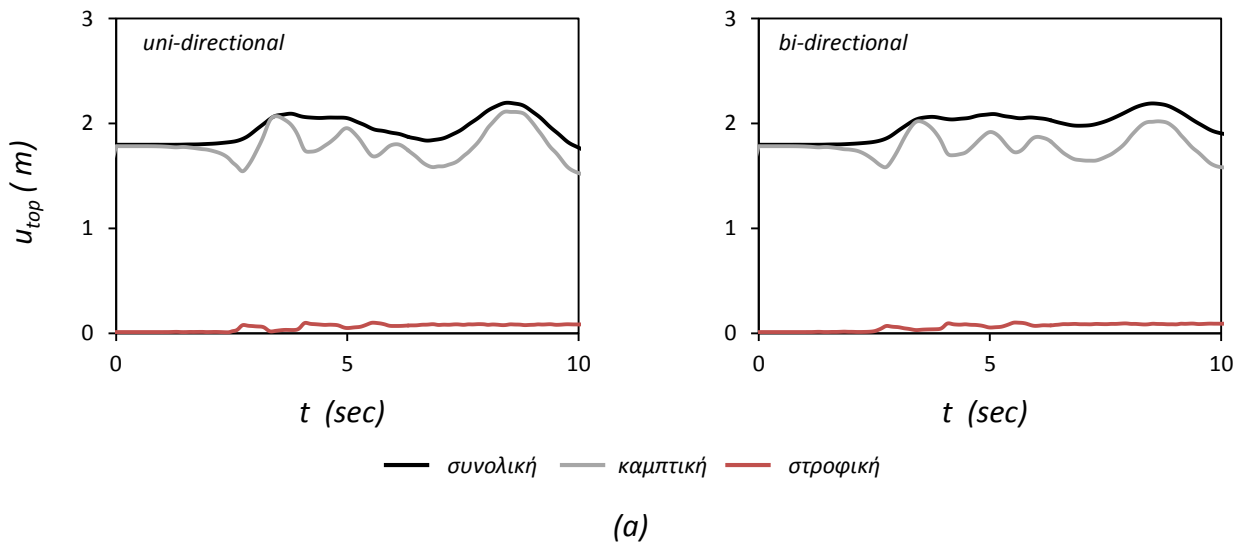 uni-directional
bi-directional
3
2
1
0
u_top ( m)
0 5 10
t (sec)
3
2
1
0
0 5 10
t (sec)
συνολική καμπτική στροφική
(a)